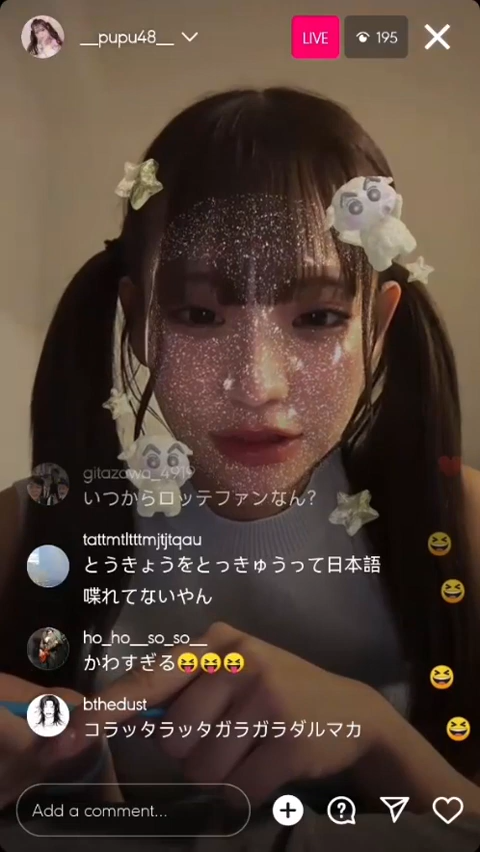 __pupu48__
LIVE
195
gitazawa_4919
いつからロッテファンなん?
tattmtltttmjtjtqau
とうきょうをとっきゅうって日本語
喋れてないやん
ho_ho__so_so__
かわすぎる😝😝😝
bthedust
コラッタラッタガラガラダルマカ
Add a comment...